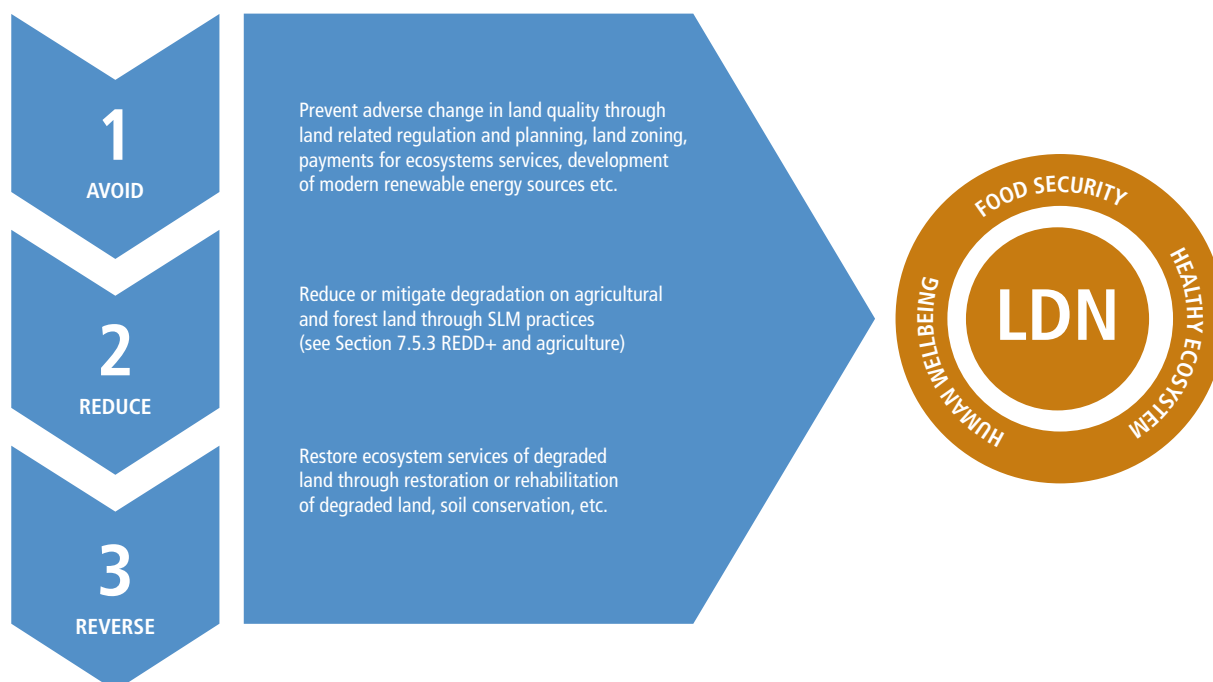 1
AVOID
Prevent adverse change in land quality through
land related regulation and planning, land zoning,
payments for ecosystems services, development
of modern renewable energy sources etc.
2
REDUCE
Reduce or mitigate degradation on agricultural
and forest land through SLM practices
(see Section 7.5.3 REDD+ and agriculture)
3
REVERSE
Restore ecosystem services of degraded
land through restoration or rehabilitation
of degraded land, soil conservation, etc.
FOOD SECURITY
HEALTHY ECOSYSTEM
HUMAN WELLBEING
LDN